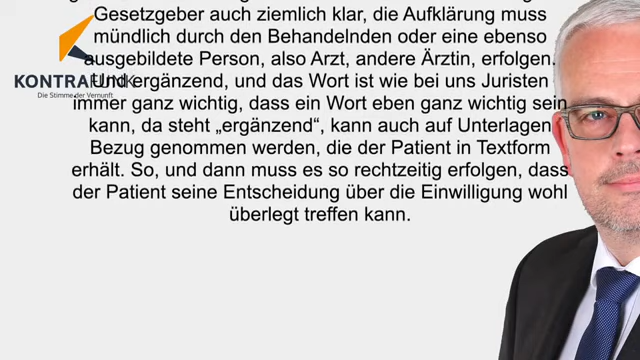 Gesetzgeber auch ziemlich klar, die Aufklärung muss
mündlich durch den Behandelnden oder eine ebenso
ausgebildete Person, also Arzt, andere Ärztin, erfolgen.
KONTRAFUNK
Die Stimme der Vernunft
Und ergänzend, und das Wort ist wie bei uns Juristen
immer ganz wichtig, dass ein Wort eben ganz wichtig sein
kann, da steht „ergänzend“, kann auch auf Unterlagen
Bezug genommen werden, die der Patient in Textform
erhält. So, und dann muss es so rechtzeitig erfolgen, dass
der Patient seine Entscheidung über die Einwilligung wohl
überlegt treffen kann.